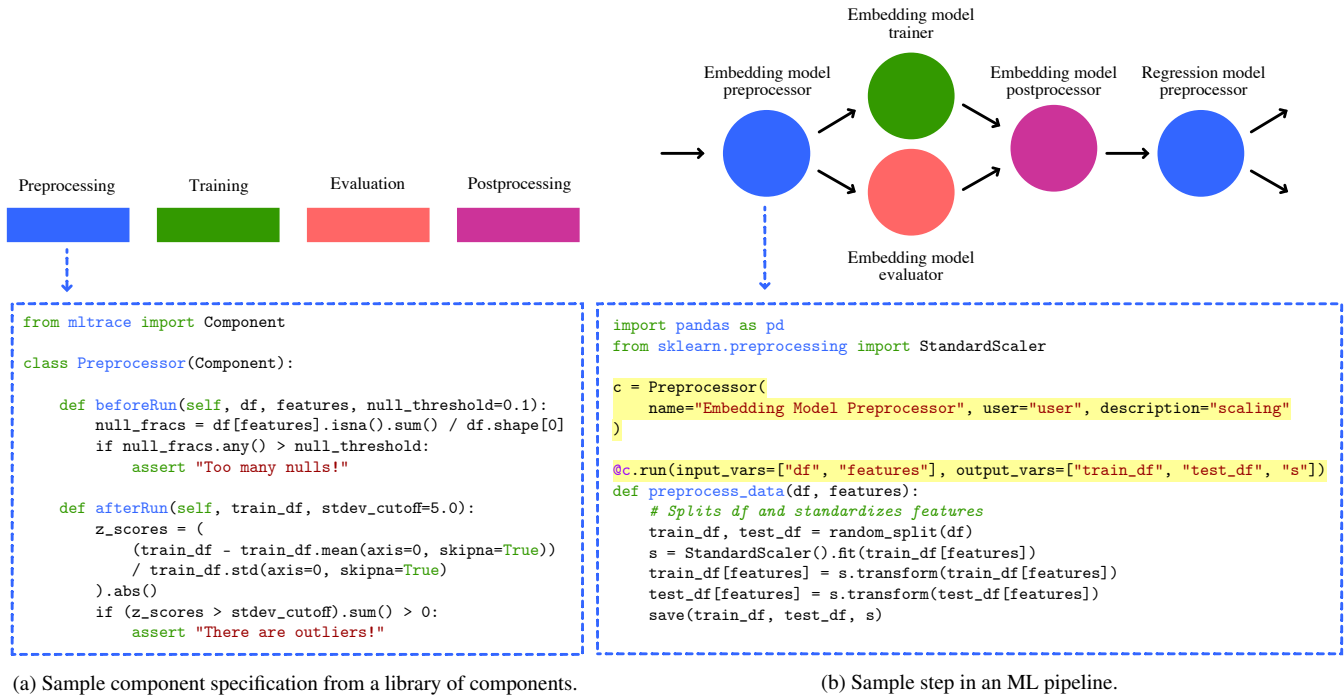 Embedding model
trainer
Embedding model
preprocessor
Embedding model
postprocessor
Regression model
preprocessor
Embedding model
evaluator
Preprocessing
Training
Evaluation
Postprocessing
from mltrace import Component
class Preprocessor(Component):
    def beforeRun(self, df, features, null_threshold=0.1):
        null_fracs = df[features].isna().sum() / df.shape[0]
        if null_fracs.any() > null_threshold:
            assert "Too many nulls!"
    def afterRun(self, train_df, stdev_cutoff=5.0):
        z_scores = (
            (train_df - train_df.mean(axis=0, skipna=True))
            / train_df.std(axis=0, skipna=True)
        ).abs()
        if (z_scores > stdev_cutoff).sum() > 0:
            assert "There are outliers!"
(a) Sample component specification from a library of components.
import pandas as pd
from sklearn.preprocessing import StandardScaler
c = Preprocessor(
    name="Embedding Model Preprocessor", user="user", description="scaling"
)
@c.run(input_vars=["df", "features"], output_vars=["train_df", "test_df", "s"])
def preprocess_data(df, features):
    # Splits df and standardizes features
    train_df, test_df = random_split(df)
    s = StandardScaler().fit(train_df[features])
    train_df[features] = s.transform(train_df[features])
    test_df[features] = s.transform(test_df[features])
    save(train_df, test_df, s)
(b) Sample step in an ML pipeline.